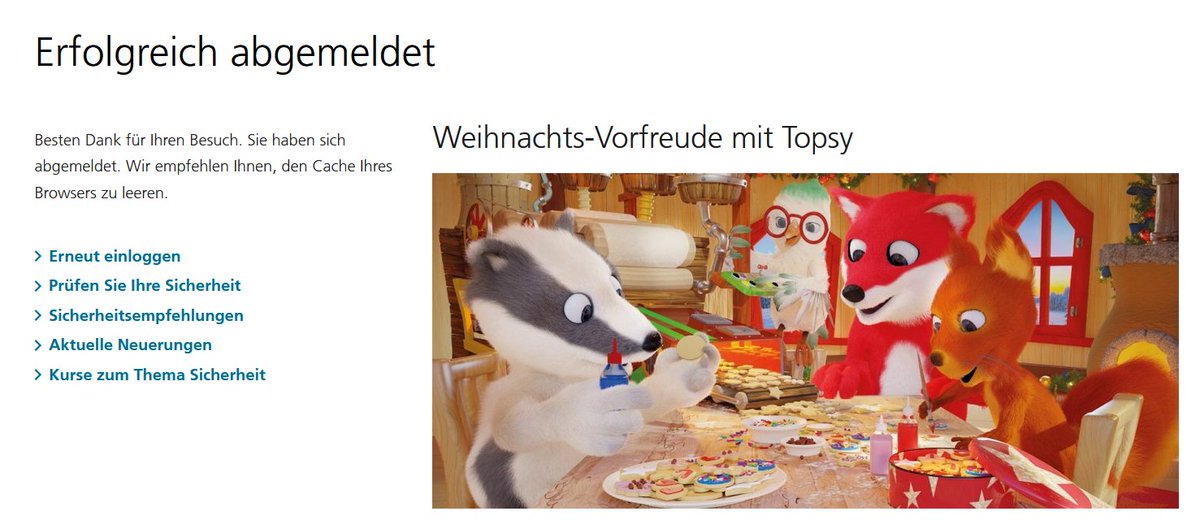 Erfolgreich abgemeldet
Besten Dank für Ihren Besuch. Sie haben sich
abgemeldet. Wir empfehlen Ihnen, den Cache Ihres
Browsers zu leeren.
Erneut einloggen
Prüfen Sie Ihre Sicherheit
Sicherheitsempfehlungen
Aktuelle Neuerungen
Kurse zum Thema Sicherheit
Weihnachts-Vorfreude mit Topsy